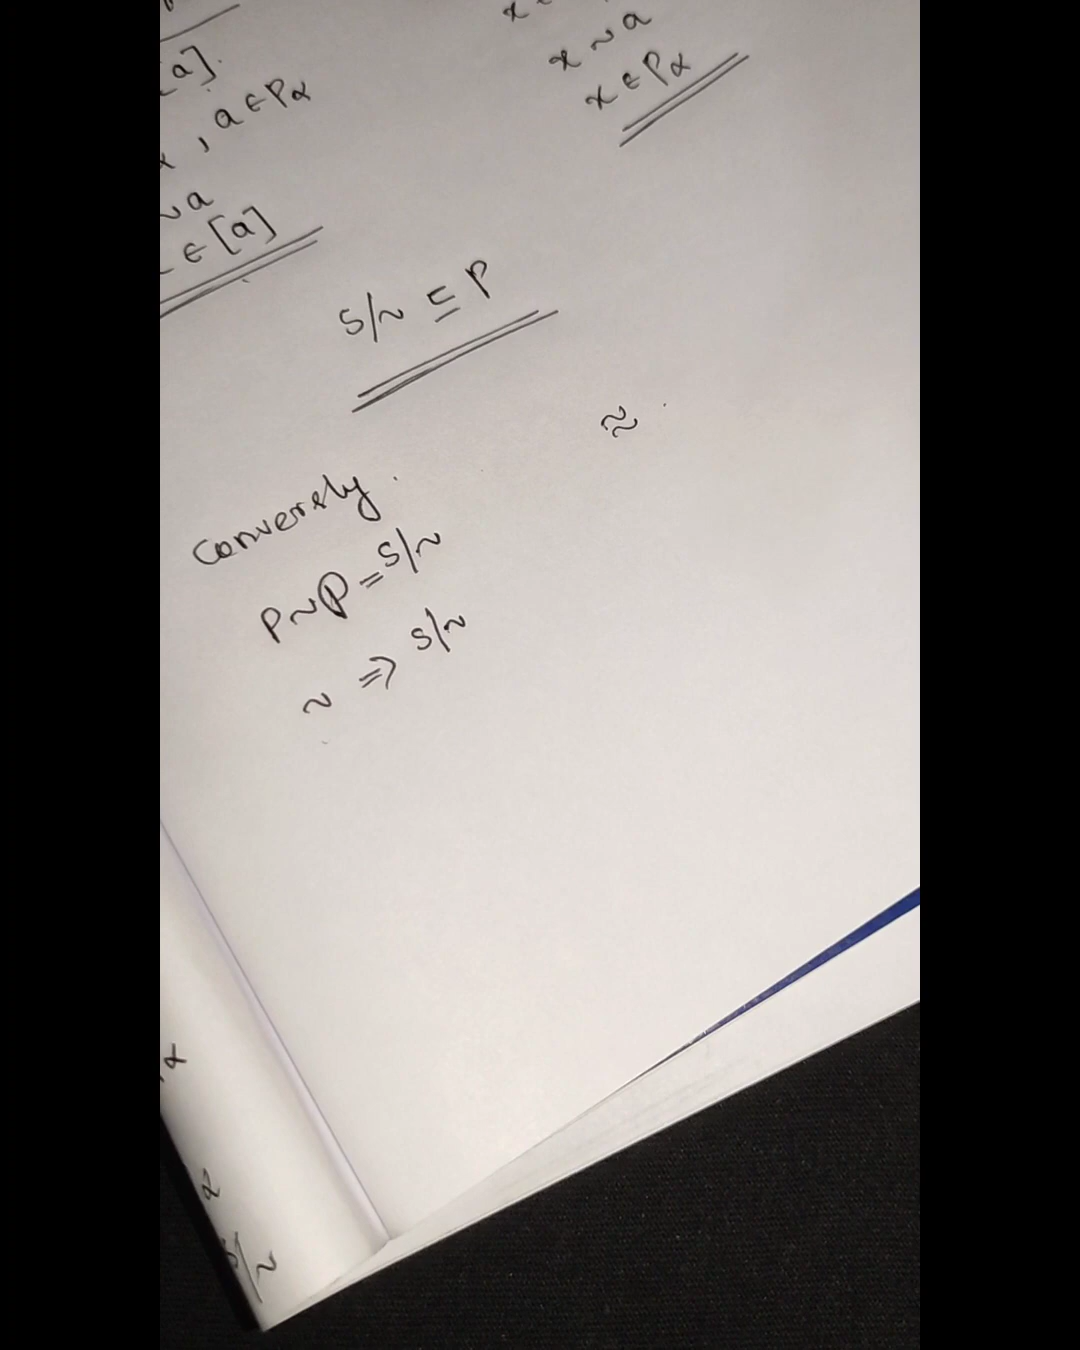 [a].
, a ∈ Pα
~a
∈ [a]
x ~ a
x ∈ Pα
S/~ ⊆ P
≈
Conversely.
P ~ P = S/~
~ ⇒ S/~
α
≈
S/~